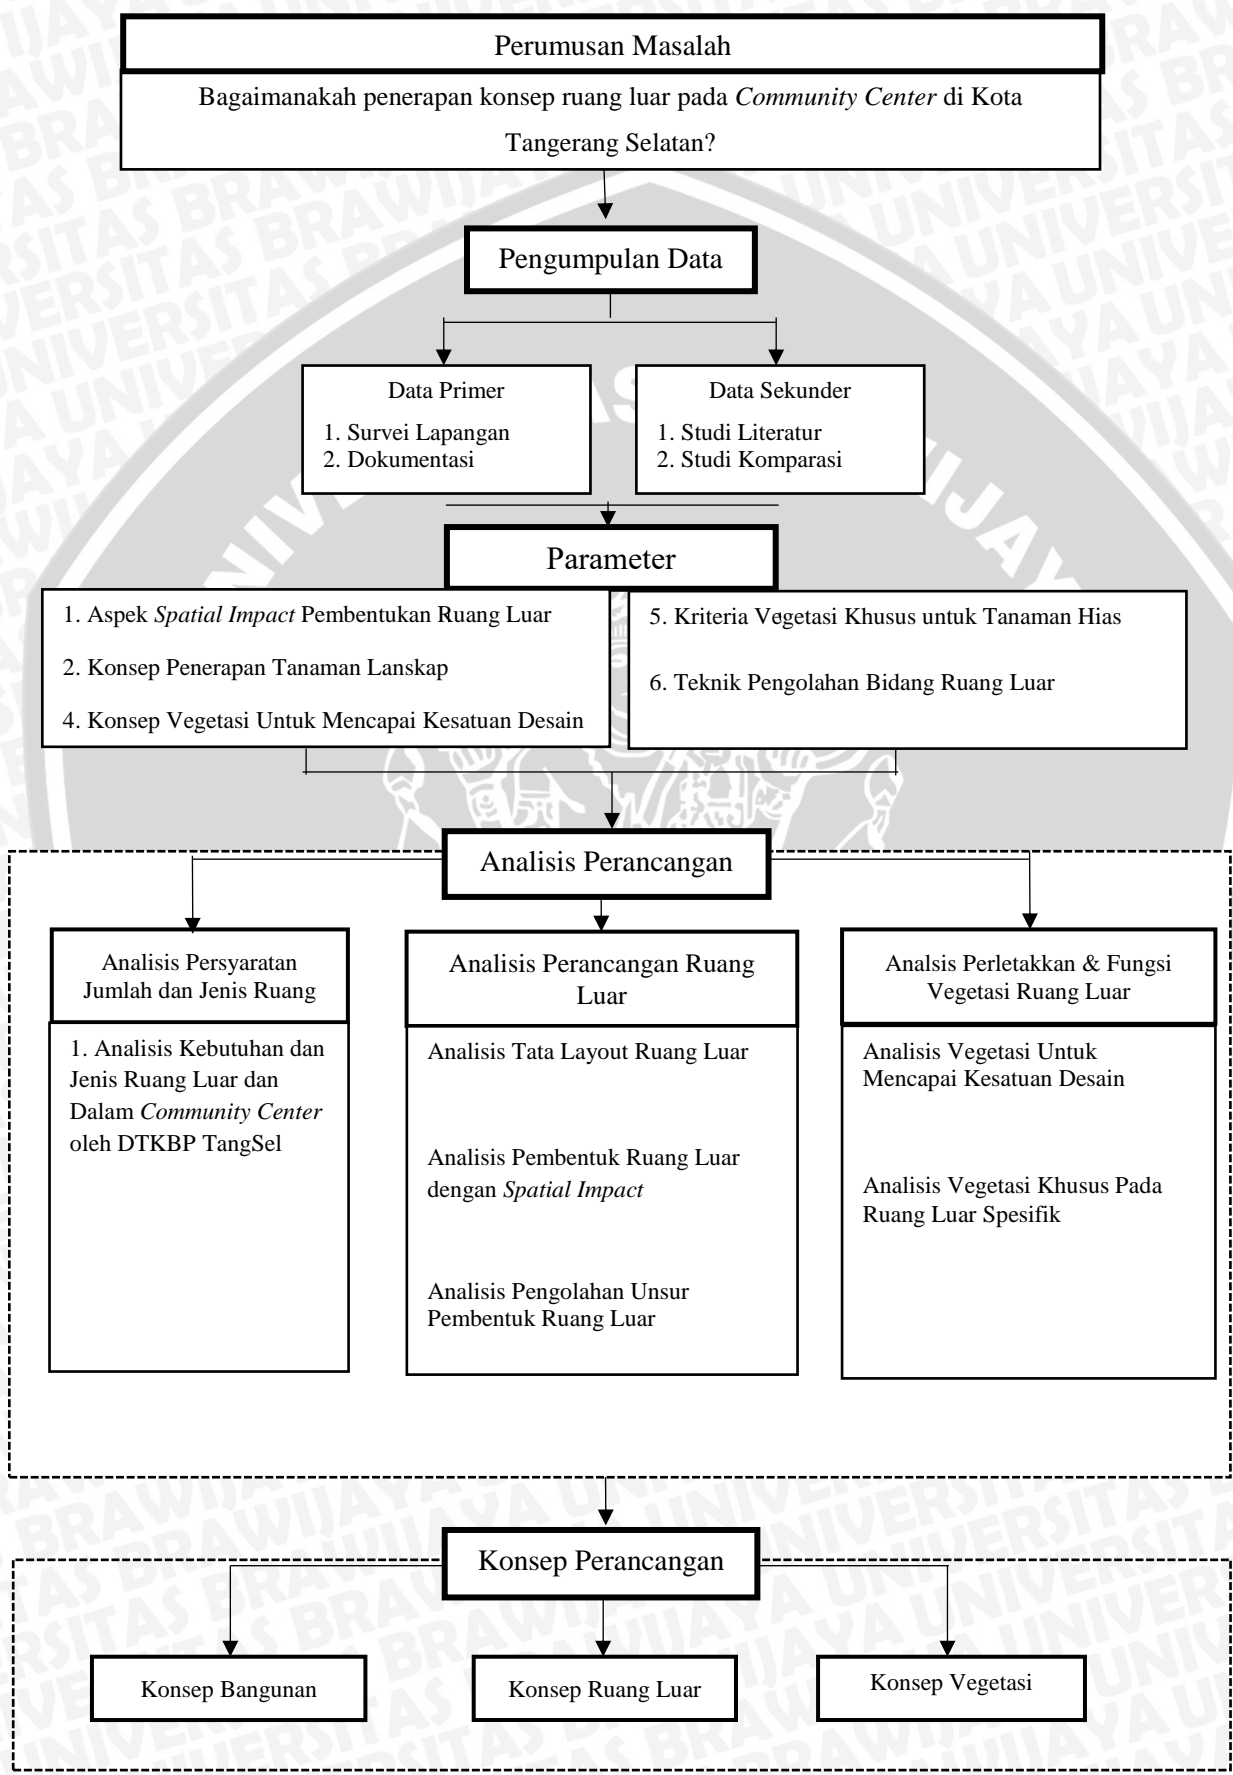 Perumusan Masalah
Bagaimanakah penerapan konsep ruang luar pada Community Center di Kota
Tangerang Selatan?
Pengumpulan Data
Data Primer
1. Survei Lapangan
2. Dokumentasi
Data Sekunder
1. Studi Literatur
2. Studi Komparasi
Parameter
1. Aspek Spatial Impact Pembentukan Ruang Luar
2. Konsep Penerapan Tanaman Lanskap
4. Konsep Vegetasi Untuk Mencapai Kesatuan Desain
5. Kriteria Vegetasi Khusus untuk Tanaman Hias
6. Teknik Pengolahan Bidang Ruang Luar
Analisis Perancangan
Analisis Persyaratan
Jumlah dan Jenis Ruang
1. Analisis Kebutuhan dan
Jenis Ruang Luar dan
Dalam Community Center
oleh DTKBP TangSel
Analisis Perancangan Ruang
Luar
Analisis Tata Layout Ruang Luar
Analisis Pembentuk Ruang Luar
dengan Spatial Impact
Analisis Pengolahan Unsur
Pembentuk Ruang Luar
Analsis Perletakkan & Fungsi
Vegetasi Ruang Luar
Analisis Vegetasi Untuk
Mencapai Kesatuan Desain
Analisis Vegetasi Khusus Pada
Ruang Luar Spesifik
Konsep Perancangan
Konsep Bangunan
Konsep Ruang Luar
Konsep Vegetasi